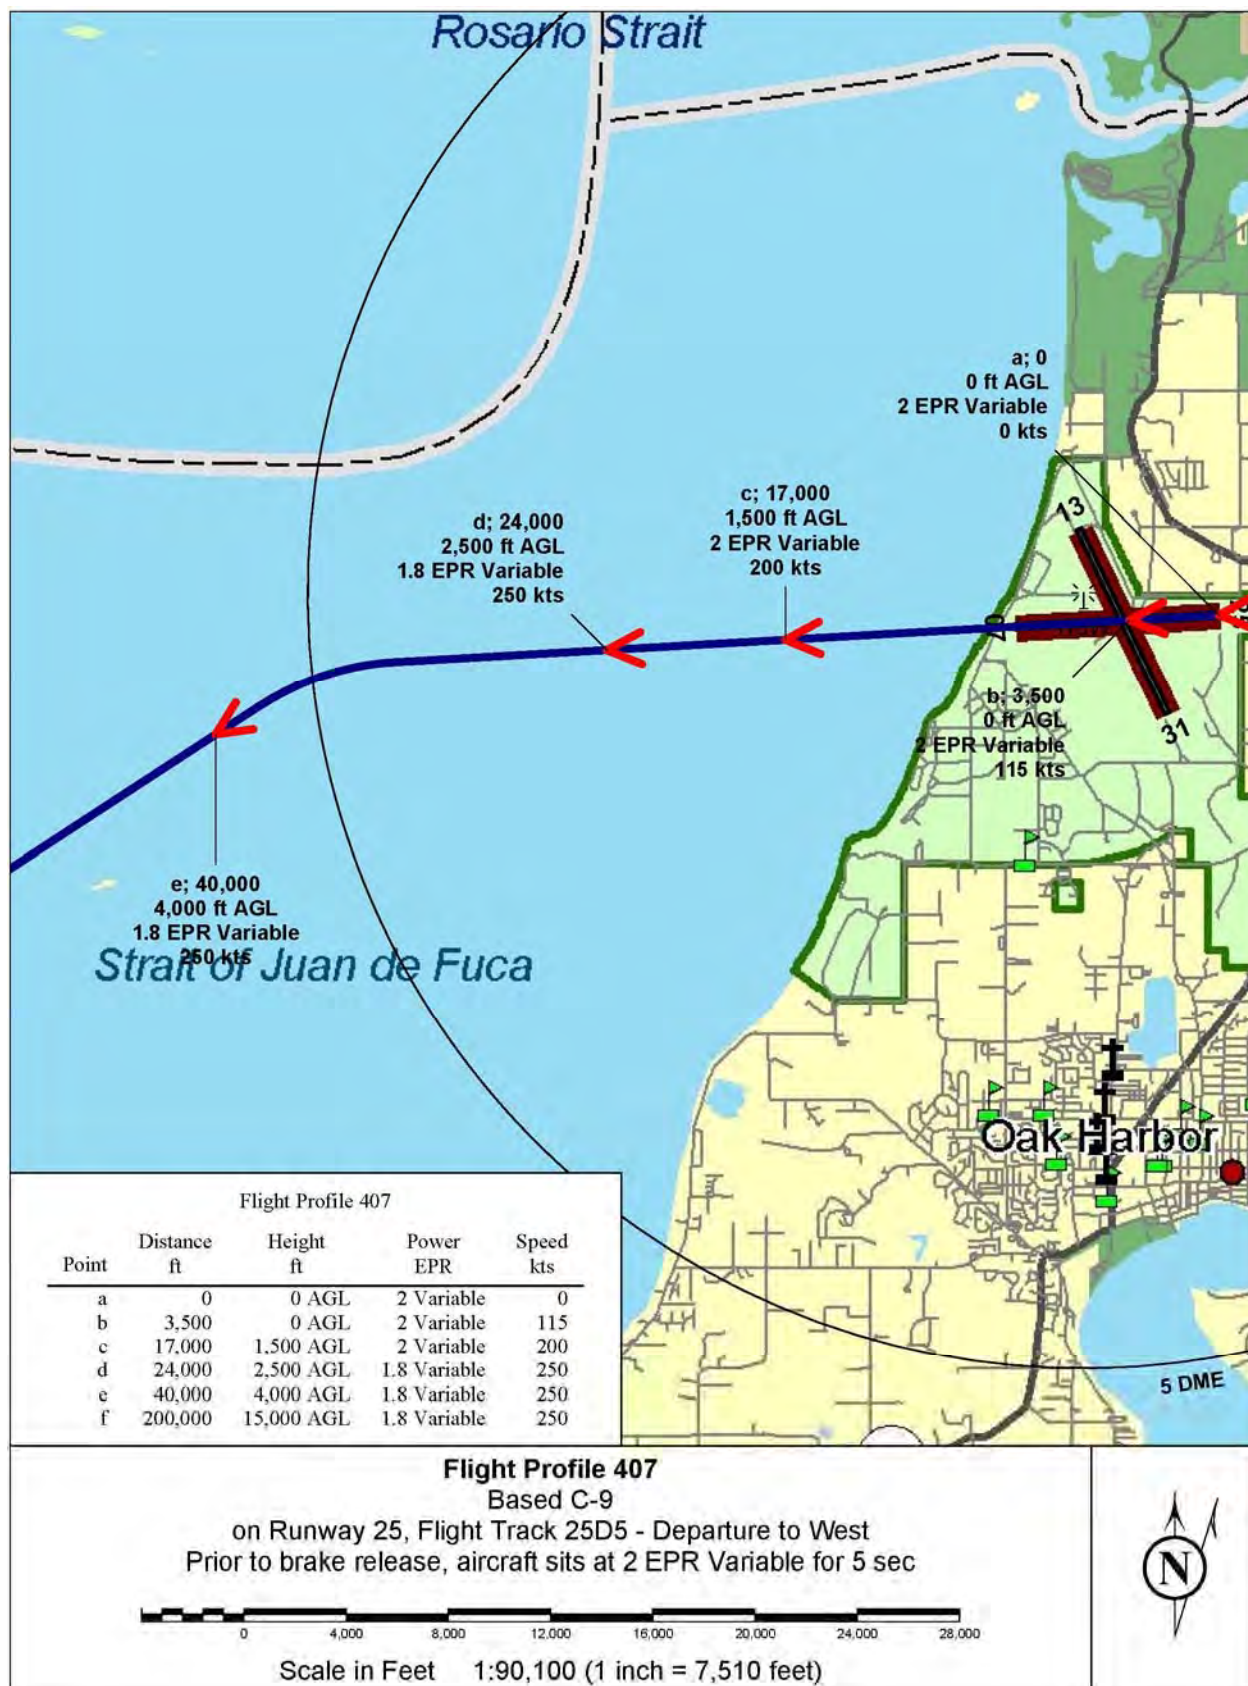 Rosario Strait
a; 0
0 ft AGL
2 EPR Variable
0 kts
c; 17,000
1,500 ft AGL
2 EPR Variable
200 kts
d; 24,000
2,500 ft AGL
1.8 EPR Variable
250 kts
13
07
b; 3,500
0 ft AGL
2 EPR Variable
115 kts
31
e; 40,000
4,000 ft AGL
1.8 EPR Variable
250 kts
Strait of Juan de Fuca
Oak Harbor
5 DME
Flight Profile 407
Point Distance ft Height ft Power EPR Speed kts
a 0 0 AGL 2 Variable 0
b 3,500 0 AGL 2 Variable 115
c 17,000 1,500 AGL 2 Variable 200
d 24,000 2,500 AGL 1.8 Variable 250
e 40,000 4,000 AGL 1.8 Variable 250
f 200,000 15,000 AGL 1.8 Variable 250
Flight Profile 407
Based C-9
on Runway 25, Flight Track 25D5 - Departure to West
Prior to brake release, aircraft sits at 2 EPR Variable for 5 sec
0 4,000 8,000 12,000 16,000 20,000 24,000 28,000
Scale in Feet 1:90,100 (1 inch = 7,510 feet)
N